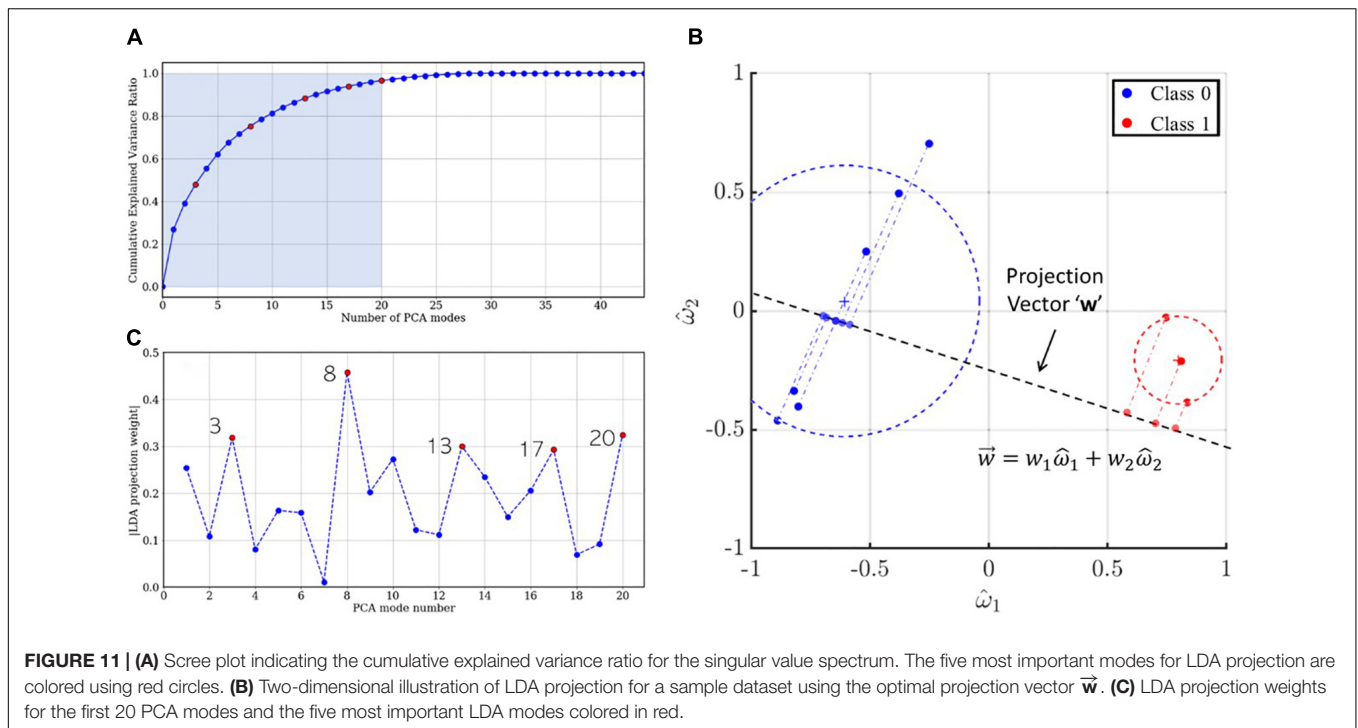 A
Cumulative Explained Variance Ratio
1.0
0.8
0.6
0.4
0.2
0.0
0 5 10 15 20 25 30 35 40
Number of PCA modes
C
|LDA projection weight|
0.5
0.4
0.3
0.2
0.1
0.0
3
8
13
17
20
2 4 6 8 10 12 14 16 18 20
PCA mode number
B
Class 0
Class 1
1
0.5
0
-0.5
-1
ω̂₂
Projection
Vector 'w'
w⃗ = w₁ω̂₁ + w₂ω̂₂
-1 -0.5 0 0.5 1
ω̂₁
FIGURE 11 | (A) Scree plot indicating the cumulative explained variance ratio for the singular value spectrum. The five most important modes for LDA projection are
colored using red circles. (B) Two-dimensional illustration of LDA projection for a sample dataset using the optimal projection vector w⃗. (C) LDA projection weights
for the first 20 PCA modes and the five most important LDA modes colored in red.